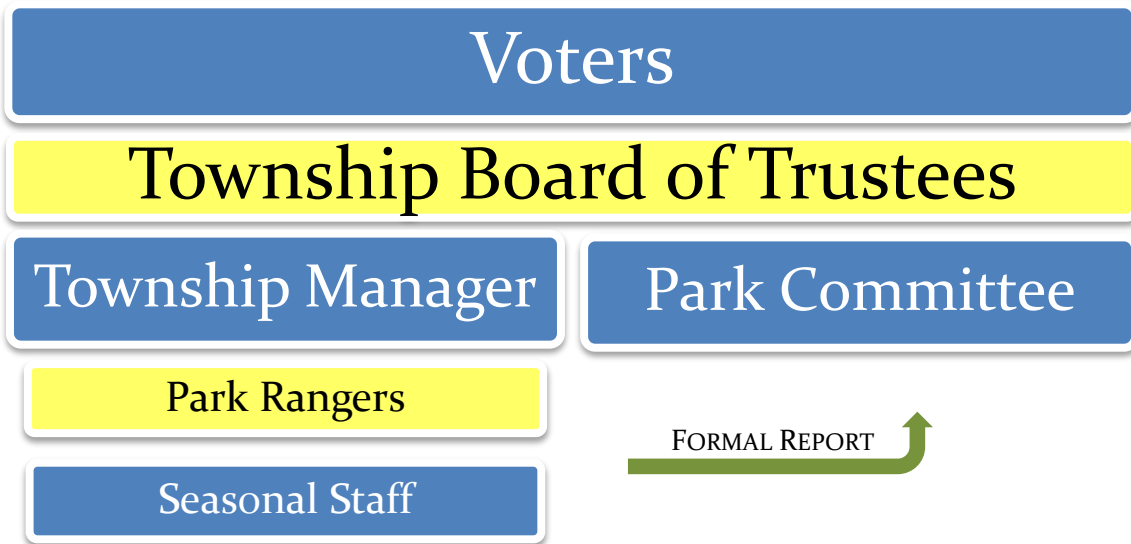 Voters
Township Board of Trustees
Township Manager
Park Committee
Park Rangers
FORMAL REPORT
Seasonal Staff